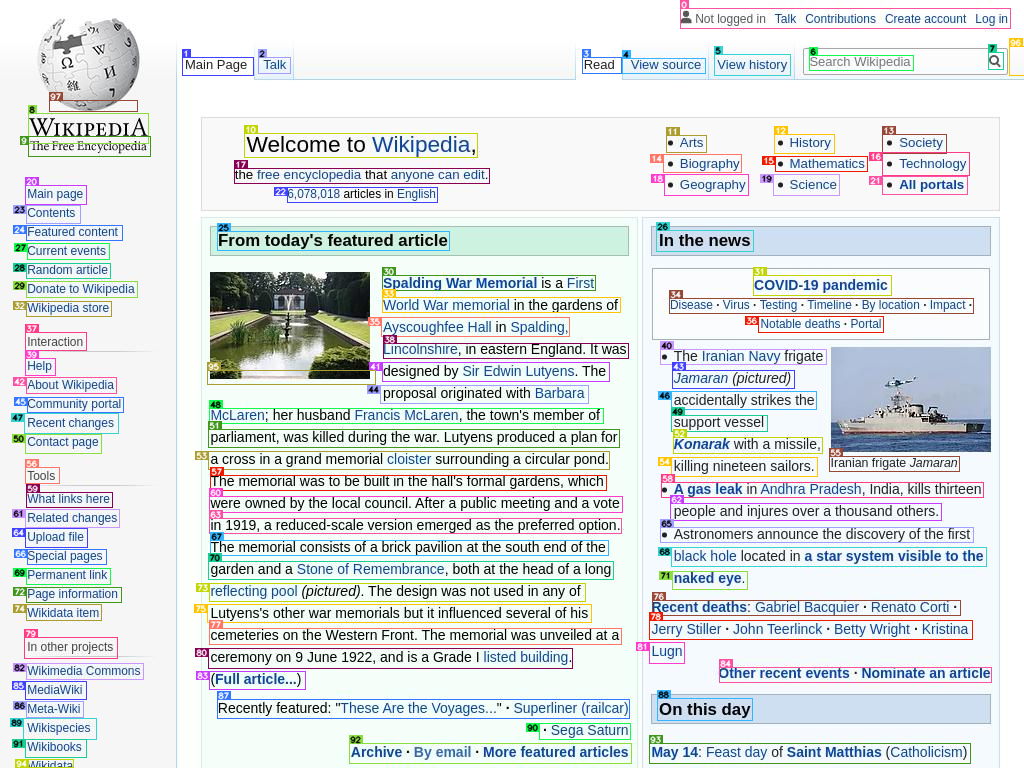 Not logged in Talk Contributions Create account Log in
Main Page Talk Read View source View history Search Wikipedia
WIKIPEDIA
The Free Encyclopedia
Main page
Contents
Featured content
Current events
Random article
Donate to Wikipedia
Wikipedia store
Interaction
Help
About Wikipedia
Community portal
Recent changes
Contact page
Tools
What links here
Related changes
Upload file
Special pages
Permanent link
Page information
Wikidata item
In other projects
Wikimedia Commons
MediaWiki
Meta-Wiki
Wikispecies
Wikibooks
Wikidata
Welcome to Wikipedia,
the free encyclopedia that anyone can edit.
6,078,018 articles in English
• Arts • History • Society
• Biography • Mathematics • Technology
• Geography • Science • All portals
From today's featured article
Spalding War Memorial is a First
World War memorial in the gardens of
Ayscoughfee Hall in Spalding,
Lincolnshire, in eastern England. It was
designed by Sir Edwin Lutyens. The
proposal originated with Barbara
McLaren; her husband Francis McLaren, the town's member of
parliament, was killed during the war. Lutyens produced a plan for
a cross in a grand memorial cloister surrounding a circular pond.
The memorial was to be built in the hall's formal gardens, which
were owned by the local council. After a public meeting and a vote
in 1919, a reduced-scale version emerged as the preferred option.
The memorial consists of a brick pavilion at the south end of the
garden and a Stone of Remembrance, both at the head of a long
reflecting pool (pictured). The design was not used in any of
Lutyens's other war memorials but it influenced several of his
cemeteries on the Western Front. The memorial was unveiled at a
ceremony on 9 June 1922, and is a Grade I listed building.
(Full article...)
Recently featured: "These Are the Voyages..." · Superliner (railcar)
· Sega Saturn
Archive · By email · More featured articles
In the news
COVID-19 pandemic
Disease · Virus · Testing · Timeline · By location · Impact ·
Notable deaths · Portal
• The Iranian Navy frigate
Jamaran (pictured)
accidentally strikes the
support vessel
Konarak with a missile,
killing nineteen sailors.
Iranian frigate Jamaran
• A gas leak in Andhra Pradesh, India, kills thirteen
people and injures over a thousand others.
• Astronomers announce the discovery of the first
black hole located in a star system visible to the
naked eye.
Recent deaths: Gabriel Bacquier · Renato Corti ·
Jerry Stiller · John Teerlinck · Betty Wright · Kristina
Lugn
Other recent events · Nominate an article
On this day
May 14: Feast day of Saint Matthias (Catholicism)